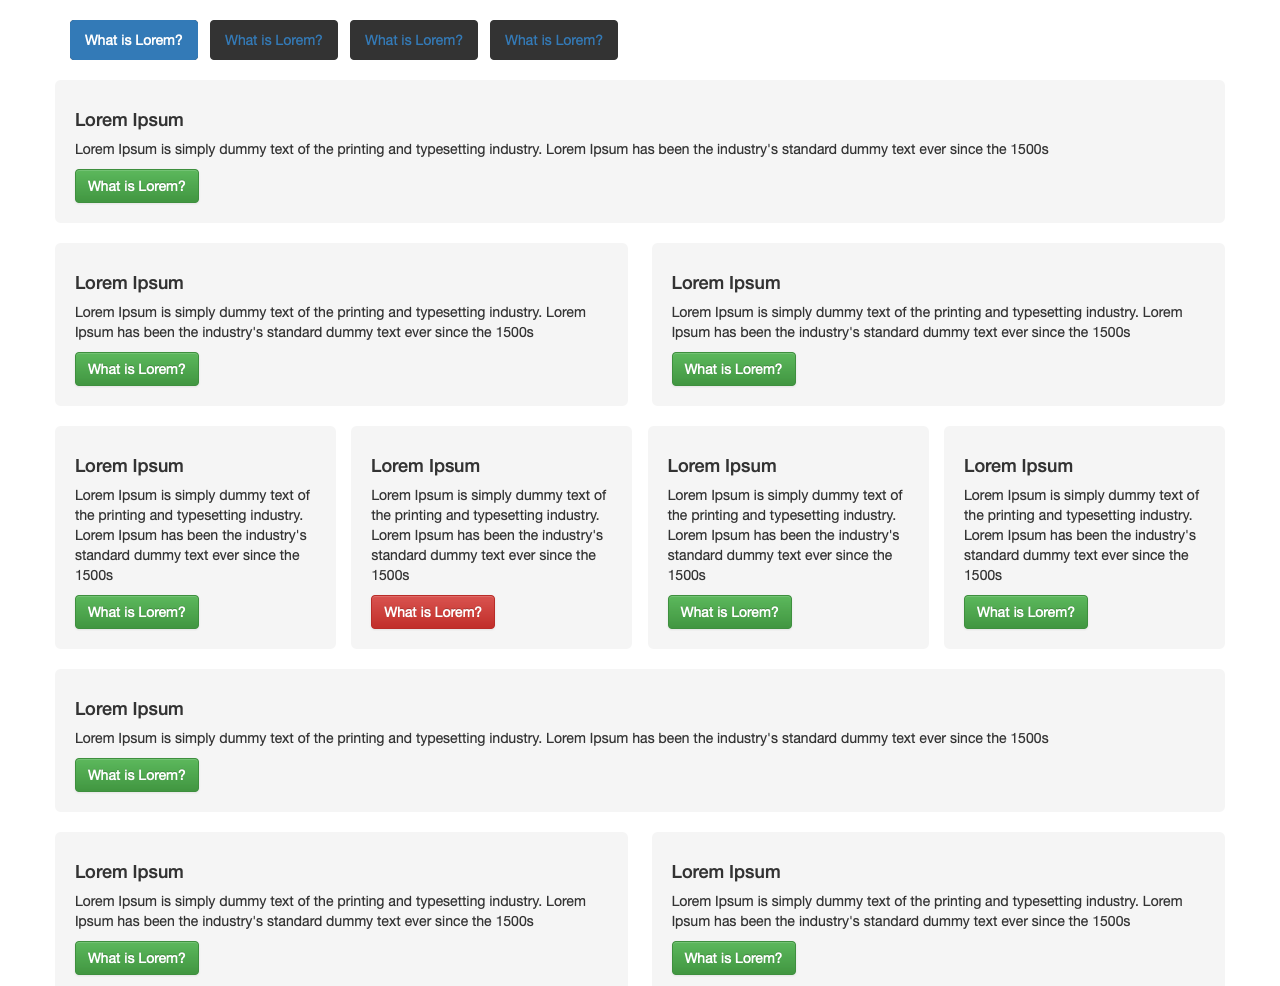 What is Lorem? What is Lorem? What is Lorem? What is Lorem?
Lorem Ipsum
Lorem Ipsum is simply dummy text of the printing and typesetting industry. Lorem Ipsum has been the industry's standard dummy text ever since the 1500s
What is Lorem?
Lorem Ipsum
Lorem Ipsum is simply dummy text of the printing and typesetting industry. Lorem
Ipsum has been the industry's standard dummy text ever since the 1500s
What is Lorem?
Lorem Ipsum
Lorem Ipsum is simply dummy text of the printing and typesetting industry. Lorem
Ipsum has been the industry's standard dummy text ever since the 1500s
What is Lorem?
Lorem Ipsum
Lorem Ipsum is simply dummy text of
the printing and typesetting industry.
Lorem Ipsum has been the industry's
standard dummy text ever since the
1500s
What is Lorem?
Lorem Ipsum
Lorem Ipsum is simply dummy text of
the printing and typesetting industry.
Lorem Ipsum has been the industry's
standard dummy text ever since the
1500s
What is Lorem?
Lorem Ipsum
Lorem Ipsum is simply dummy text of
the printing and typesetting industry.
Lorem Ipsum has been the industry's
standard dummy text ever since the
1500s
What is Lorem?
Lorem Ipsum
Lorem Ipsum is simply dummy text of
the printing and typesetting industry.
Lorem Ipsum has been the industry's
standard dummy text ever since the
1500s
What is Lorem?
Lorem Ipsum
Lorem Ipsum is simply dummy text of the printing and typesetting industry. Lorem Ipsum has been the industry's standard dummy text ever since the 1500s
What is Lorem?
Lorem Ipsum
Lorem Ipsum is simply dummy text of the printing and typesetting industry. Lorem
Ipsum has been the industry's standard dummy text ever since the 1500s
What is Lorem?
Lorem Ipsum
Lorem Ipsum is simply dummy text of the printing and typesetting industry. Lorem
Ipsum has been the industry's standard dummy text ever since the 1500s
What is Lorem?